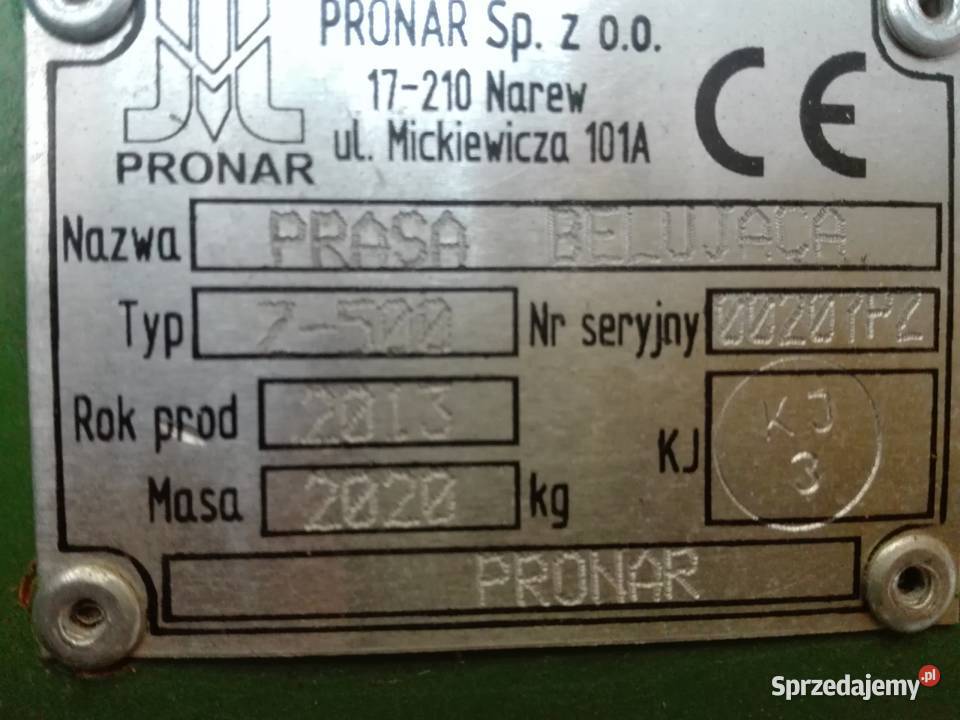 PRONAR Sp. z o.o.
17-210 Narew
ul. Mickiewicza 101A
PRONAR
CE
Nazwa PRASA BELUJACA
Typ Z-500 Nr seryjny 00201PZ
Rok prod 2013
Masa 2020 kg
KJ KJ
3
PRONAR
Sprzedajemy.pl